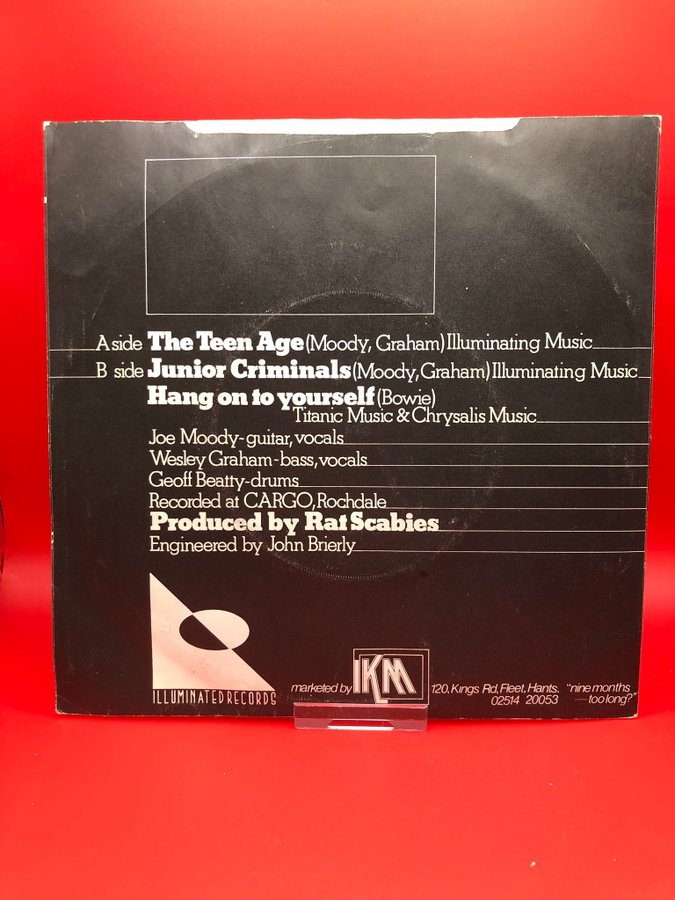 A side The Teen Age (Moody, Graham) Illuminating Music
B side Junior Criminals (Moody, Graham) Illuminating Music
Hang on to yourself (Bowie)
Titanic Music & Chrysalis Music
Joe Moody-guitar, vocals
Wesley Graham-bass, vocals
Geoff Beatty-drums
Recorded at CARGO, Rochdale
Produced by Rat Scabies
Engineered by John Brierly
ILLUMINATED RECORDS
marketed by IKM 120, Kings Rd, Fleet, Hants. "nine months
02514 20053 —too long?"